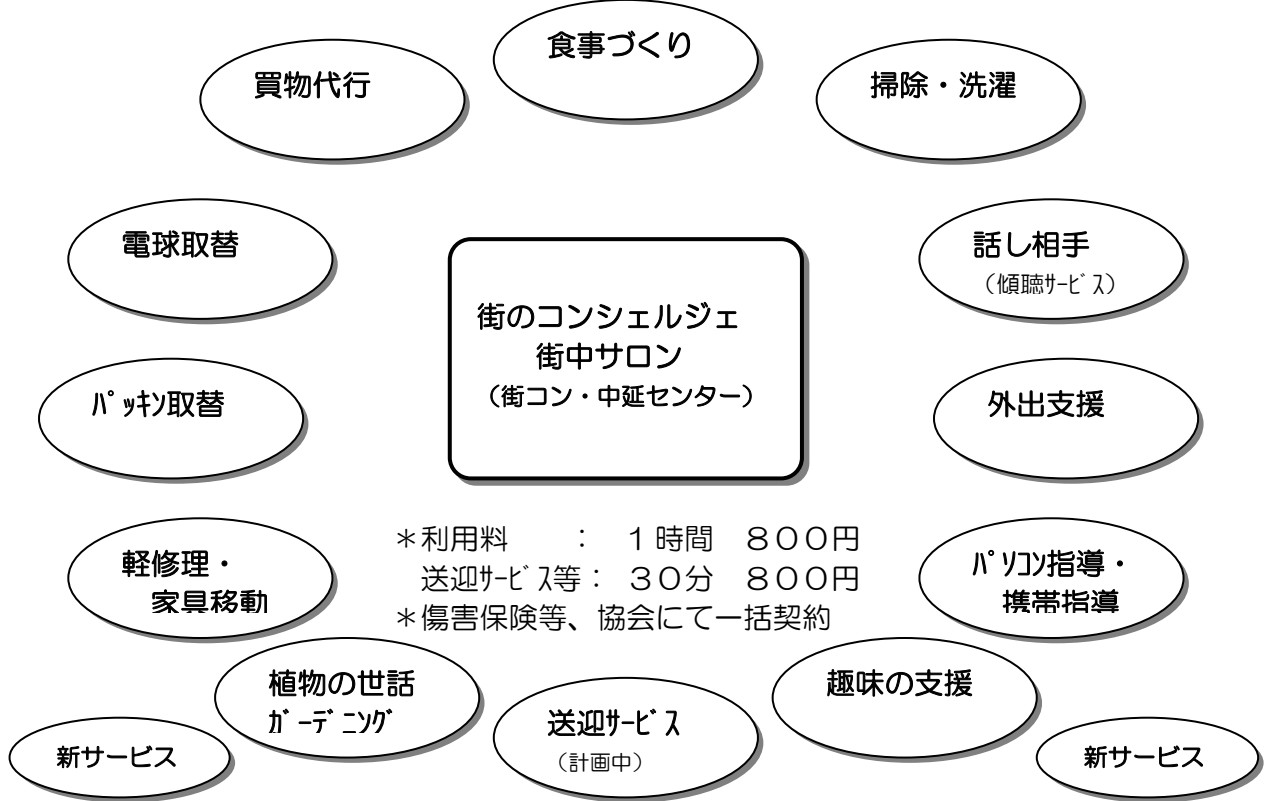 食事づくり
買物代行
掃除・洗濯
電球取替
話し相手
（傾聴ｻｰﾋﾞｽ）
街のコンシェルジェ
街中サロン
（街コン・中延センター）
ﾊﾟｯｷﾝ取替
外出支援
軽修理・
家具移動
＊利用料　　：　１時間　８００円
送迎ｻｰﾋﾞｽ等：　３０分　８００円
＊傷害保険等、協会にて一括契約
ﾊﾟｿｺﾝ指導・
携帯指導
植物の世話
ｶﾞｰﾃﾞﾆﾝｸﾞ
送迎ｻｰﾋﾞｽ
（計画中）
趣味の支援
新サービス
新サービス